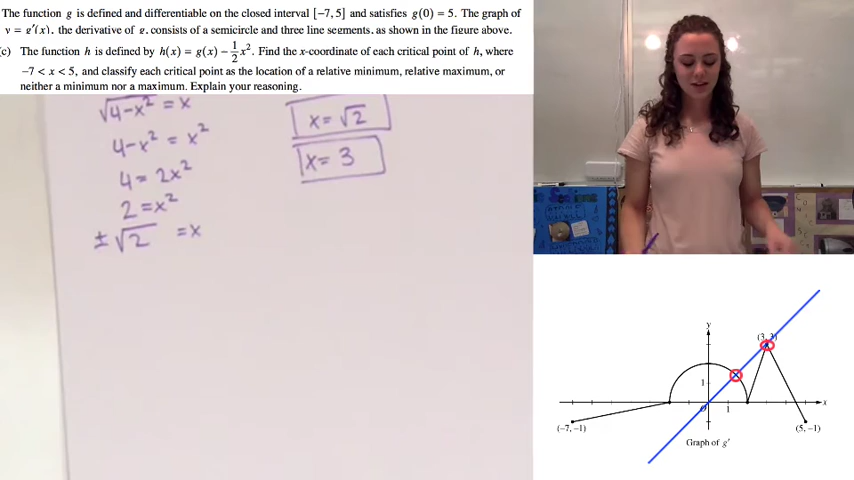 The function g is defined and differentiable on the closed interval [−7, 5] and satisfies g(0) = 5. The graph of
y = g′(x), the derivative of g, consists of a semicircle and three line segments, as shown in the figure above.
(c) The function h is defined by h(x) = g(x) − 1/2 x². Find the x-coordinate of each critical point of h, where
−7 < x < 5, and classify each critical point as the location of a relative minimum, relative maximum, or
neither a minimum nor a maximum. Explain your reasoning.
√4−x² = x
4−x² = x²
4 = 2x²
2 = x²
±√2 = x
x = √2
x = 3
y
(3, 3)
1
O
1
x
(−7, −1)
(5, −1)
Graph of g′